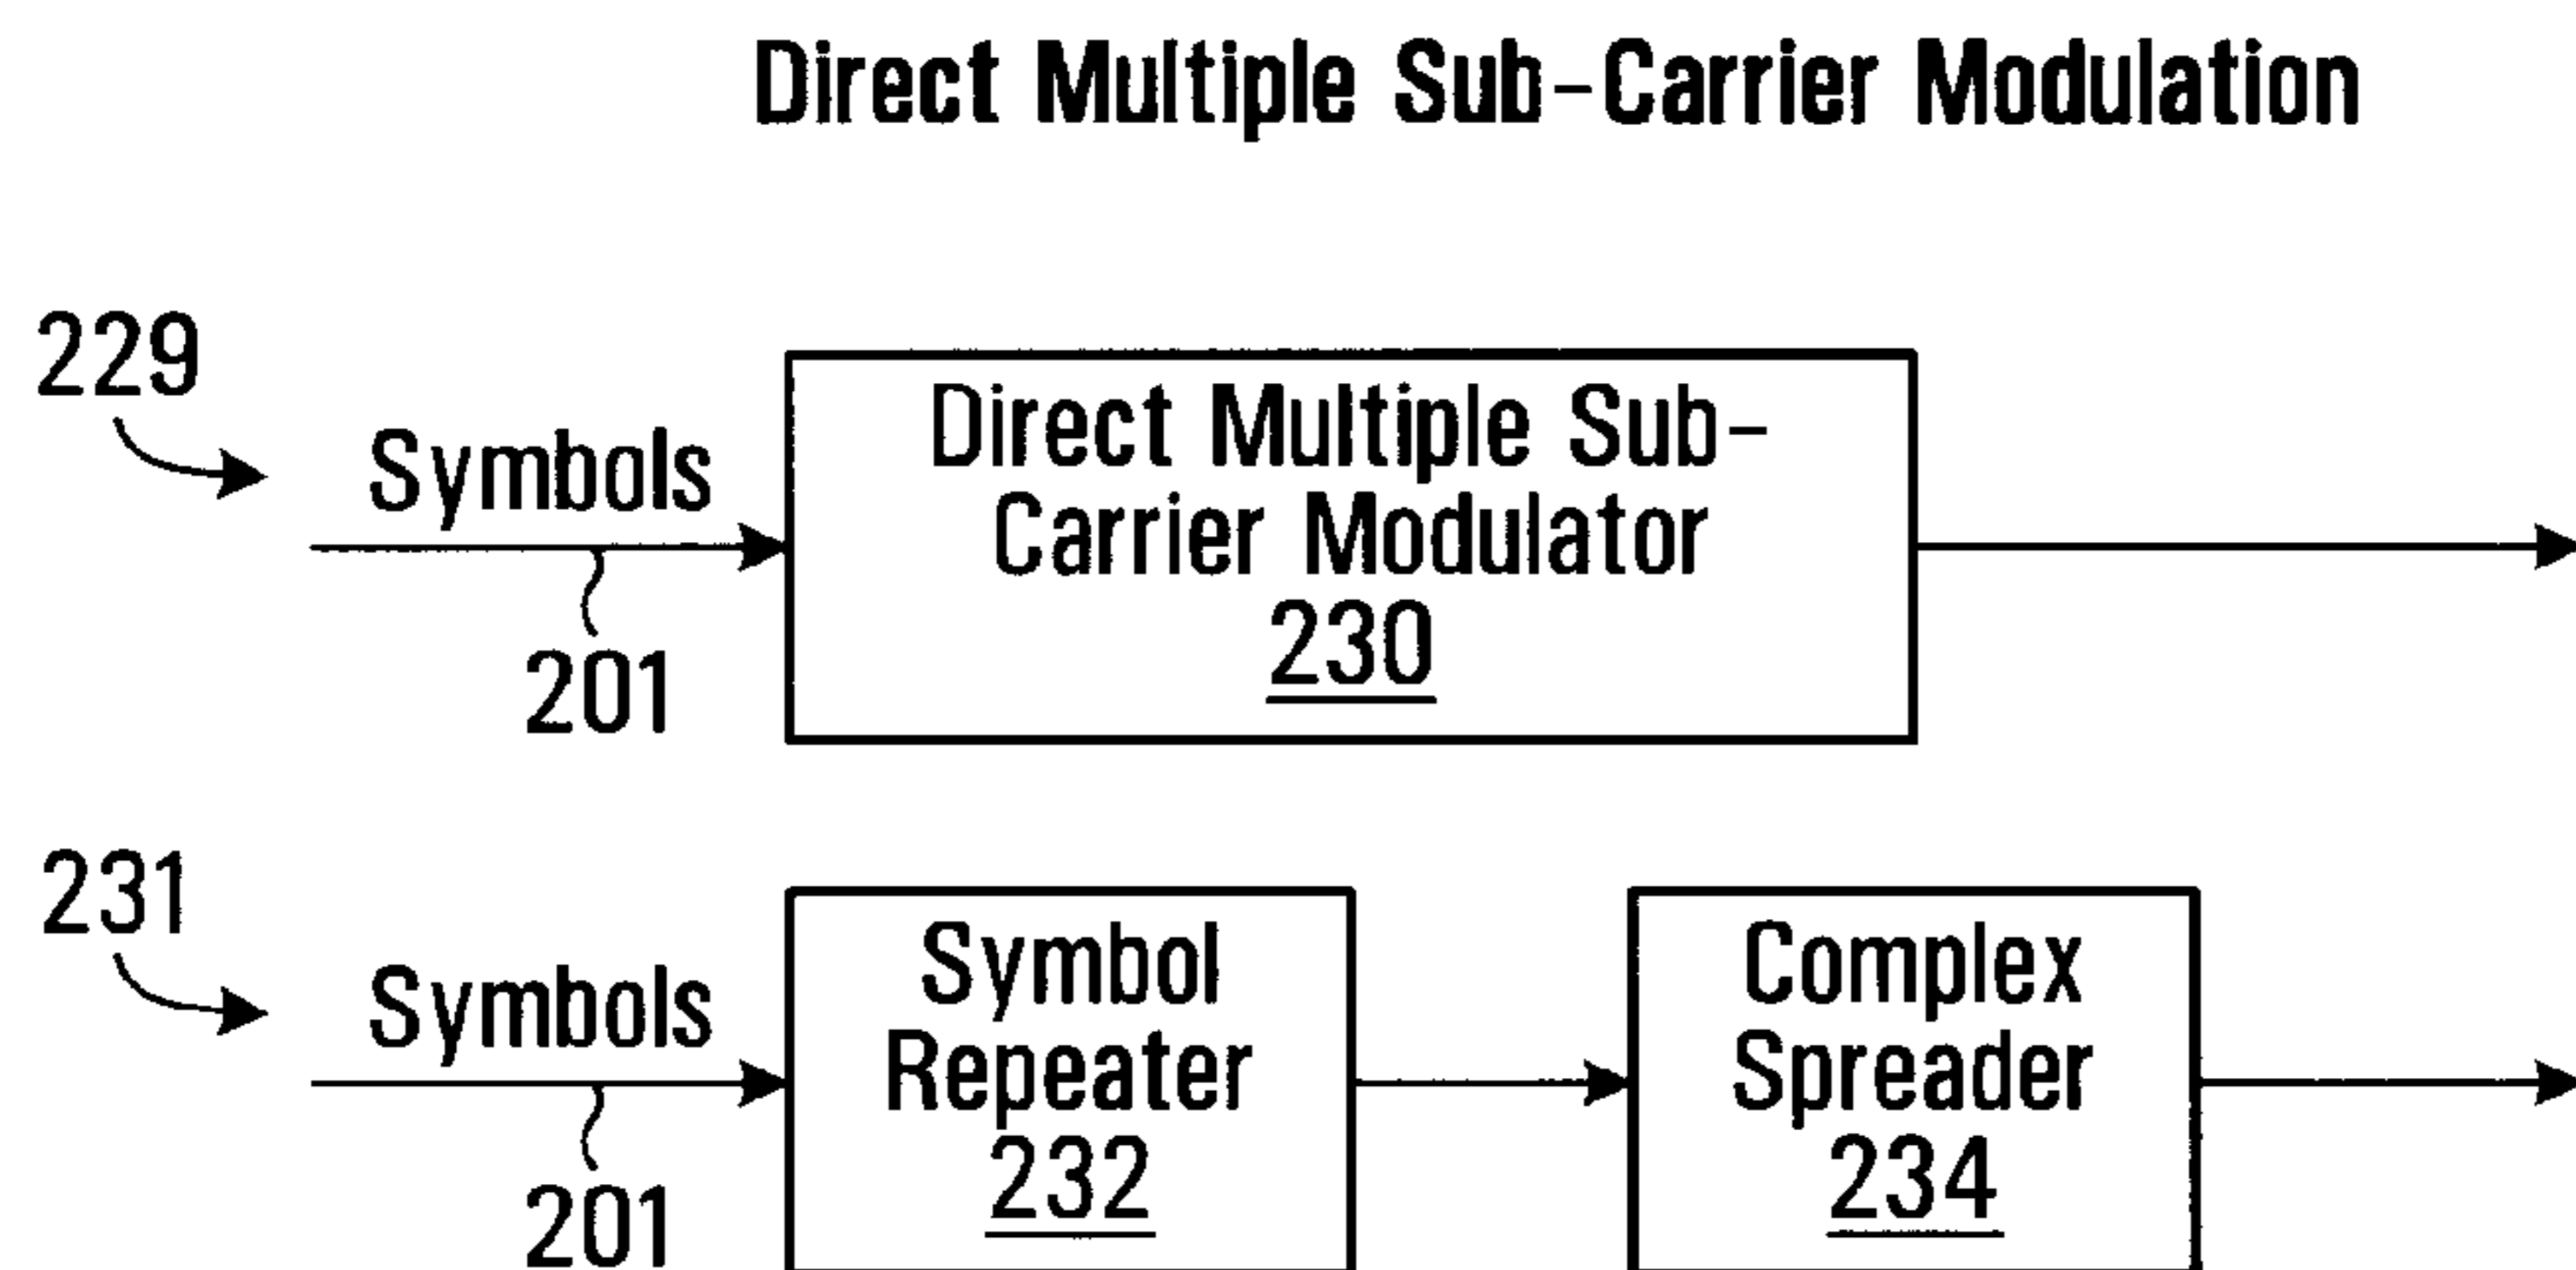 Direct Multiple Sub-Carrier Modulation
229
Symbols
201
Direct Multiple Sub-
Carrier Modulator
230
231
Symbols
201
Symbol
Repeater
232
Complex
Spreader
234